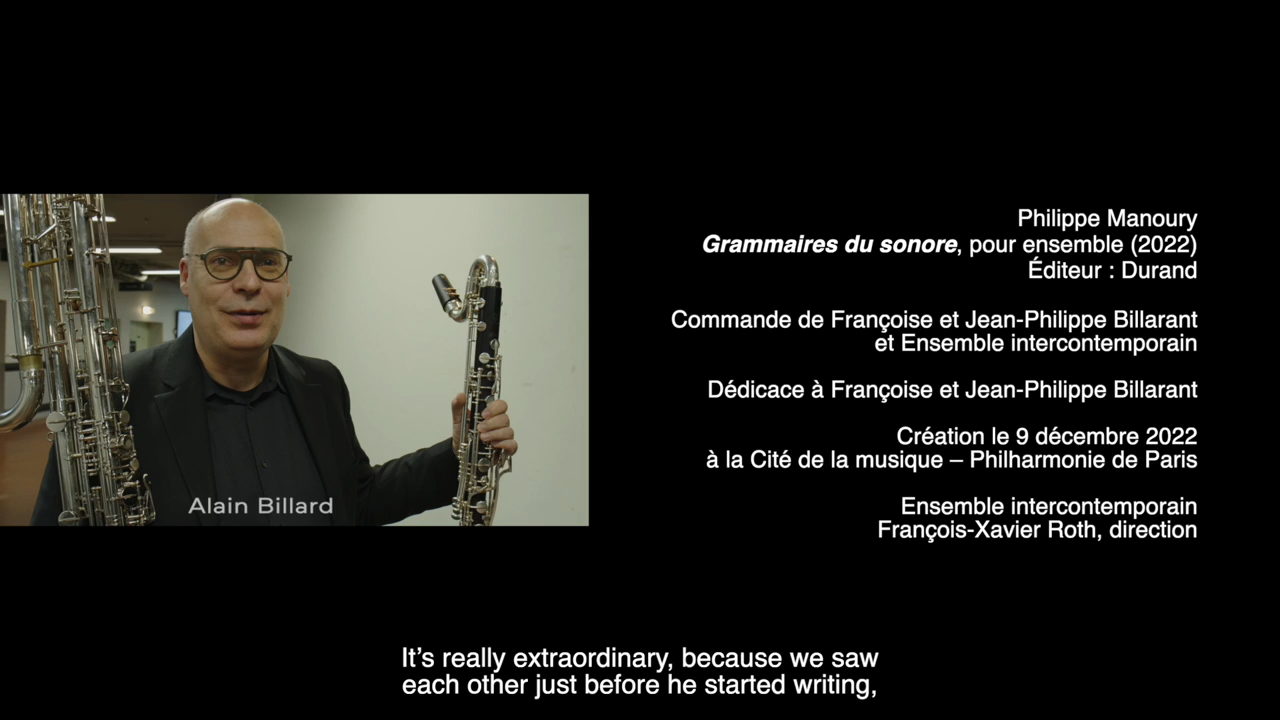 Philippe Manoury
Grammaires du sonore, pour ensemble (2022)
Éditeur : Durand
Commande de Françoise et Jean-Philippe Billarant
et Ensemble intercontemporain
Dédicace à Françoise et Jean-Philippe Billarant
Création le 9 décembre 2022
à la Cité de la musique – Philharmonie de Paris
Ensemble intercontemporain
François-Xavier Roth, direction
Alain Billard
It’s really extraordinary, because we saw
each other just before he started writing,